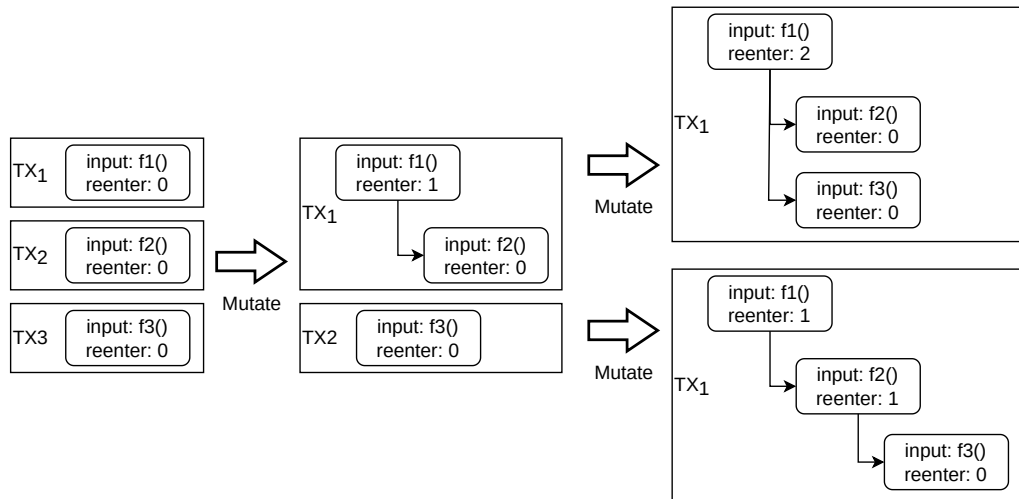 TX1
input: f1()
reenter: 0
TX2
input: f2()
reenter: 0
TX3
input: f3()
reenter: 0
Mutate
TX1
input: f1()
reenter: 1
input: f2()
reenter: 0
TX2
input: f3()
reenter: 0
Mutate
Mutate
TX1
input: f1()
reenter: 2
input: f2()
reenter: 0
input: f3()
reenter: 0
TX1
input: f1()
reenter: 1
input: f2()
reenter: 1
input: f3()
reenter: 0